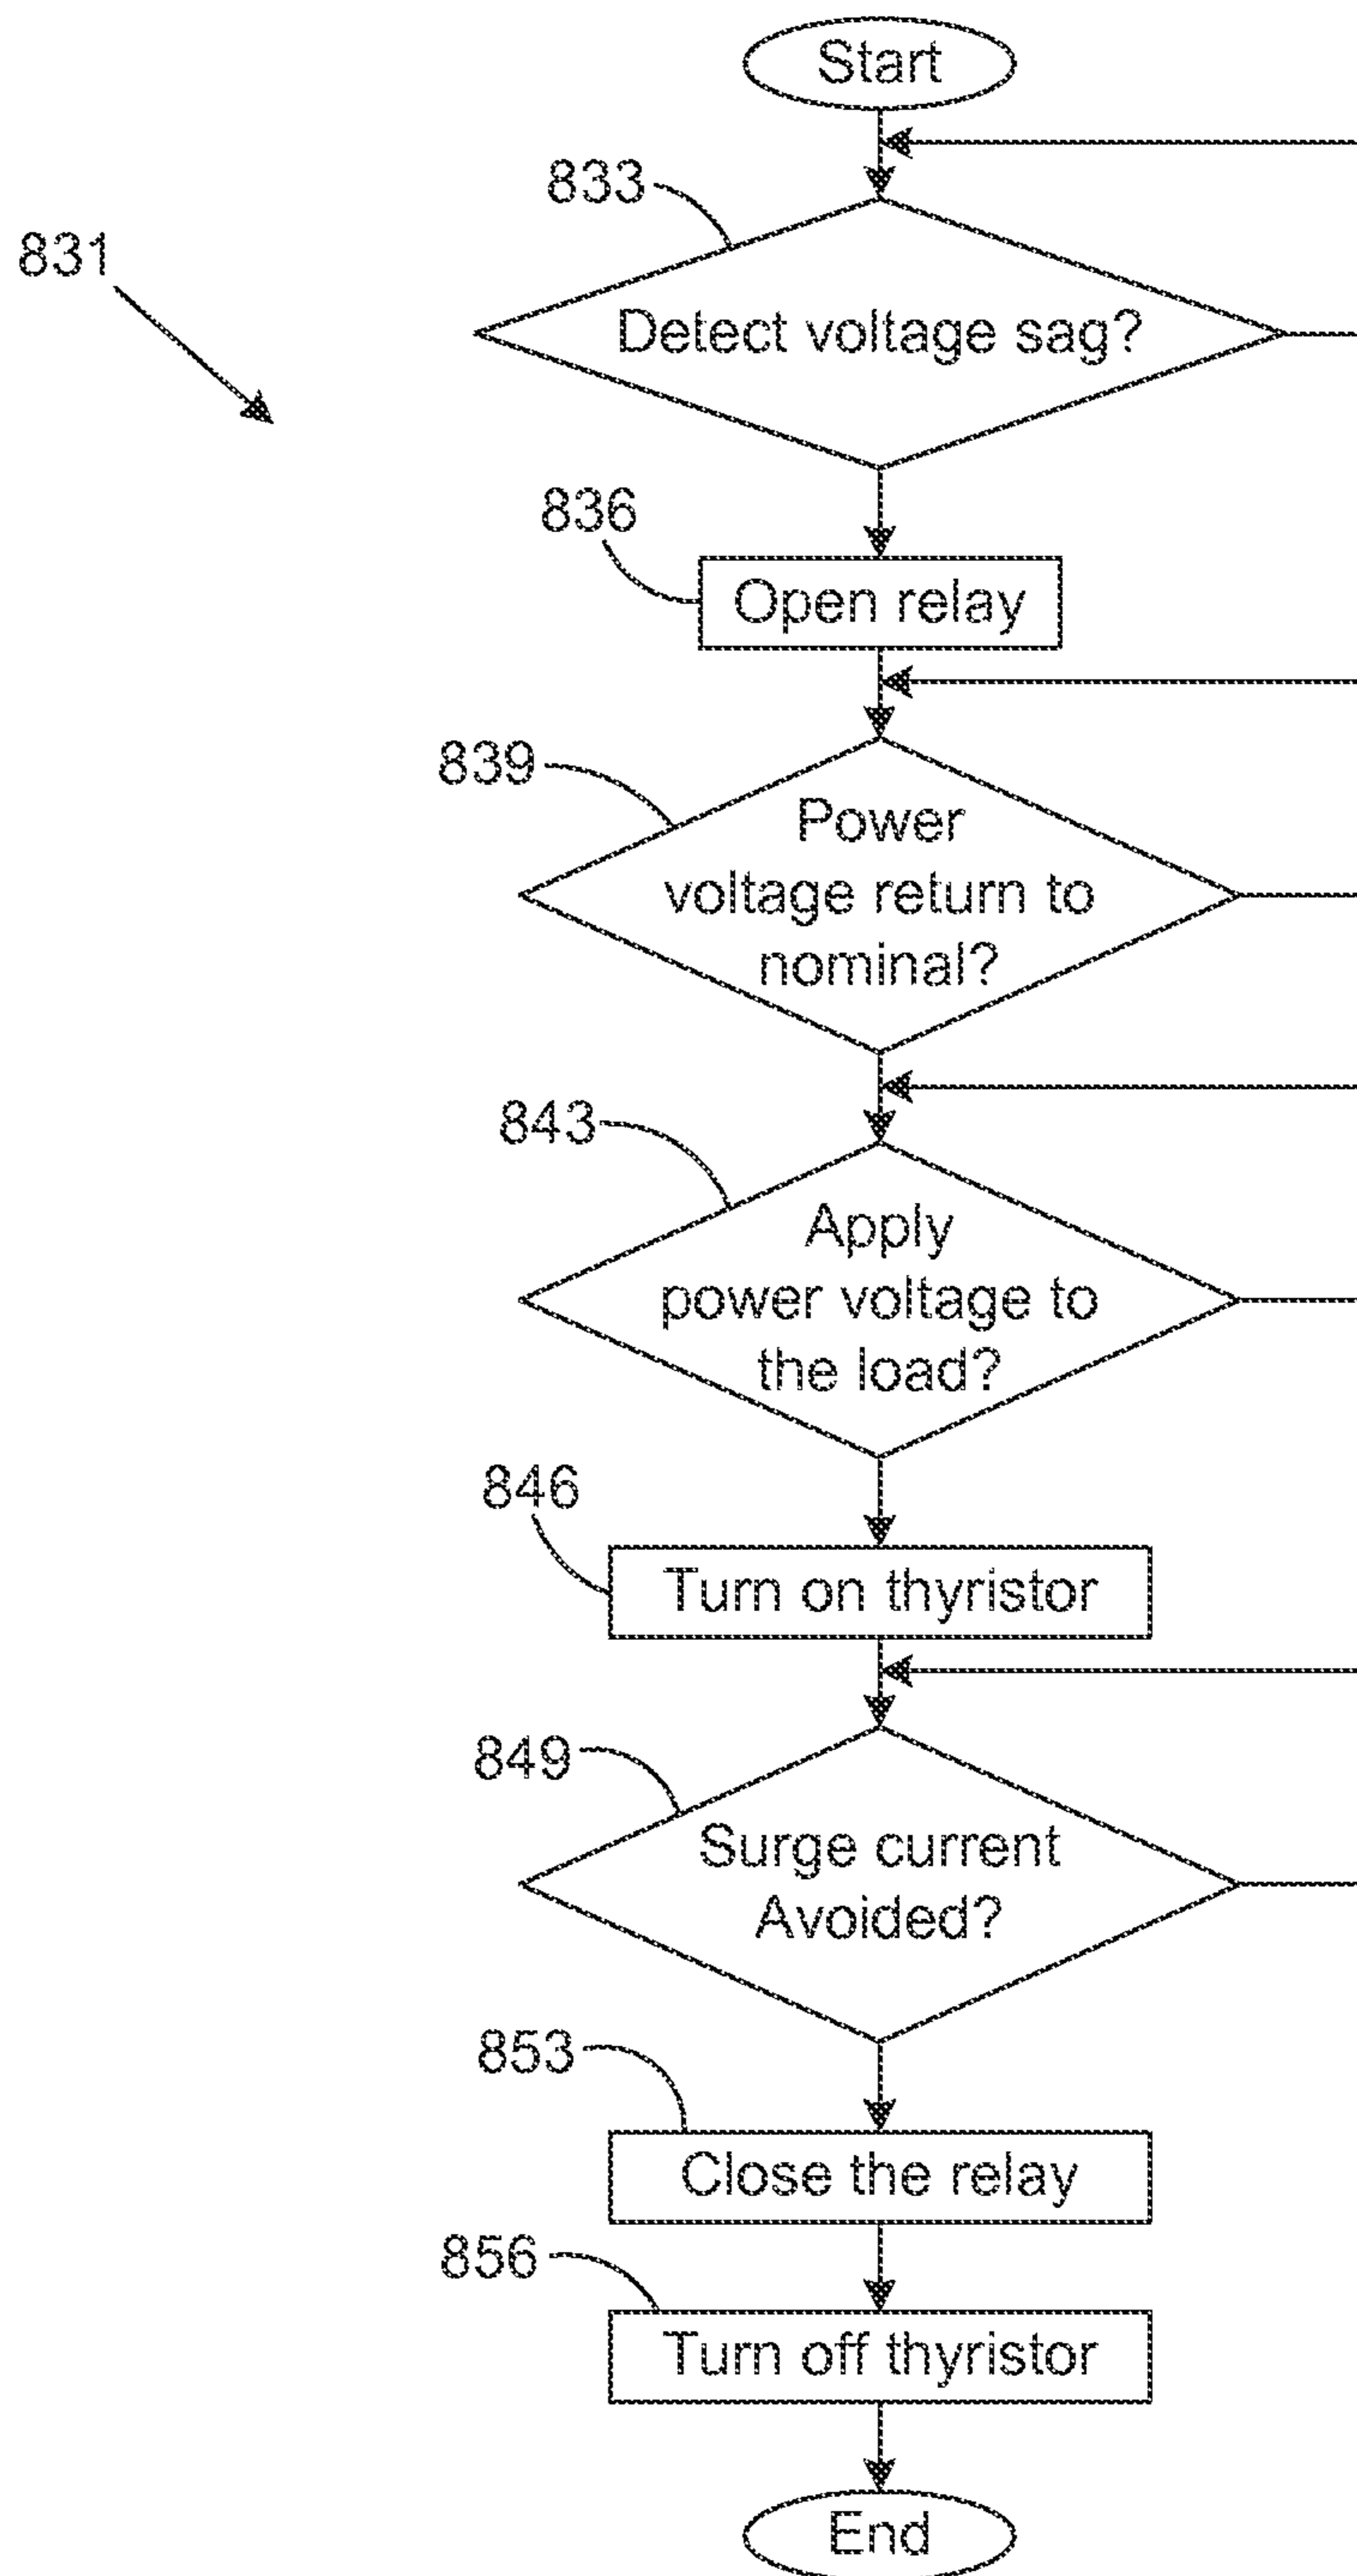 Start
833
831
Detect voltage sag?
836
Open relay
839
Power
voltage return to
nominal?
843
Apply
power voltage to
the load?
846
Turn on thyristor
849
Surge current
Avoided?
853
Close the relay
856
Turn off thyristor
End